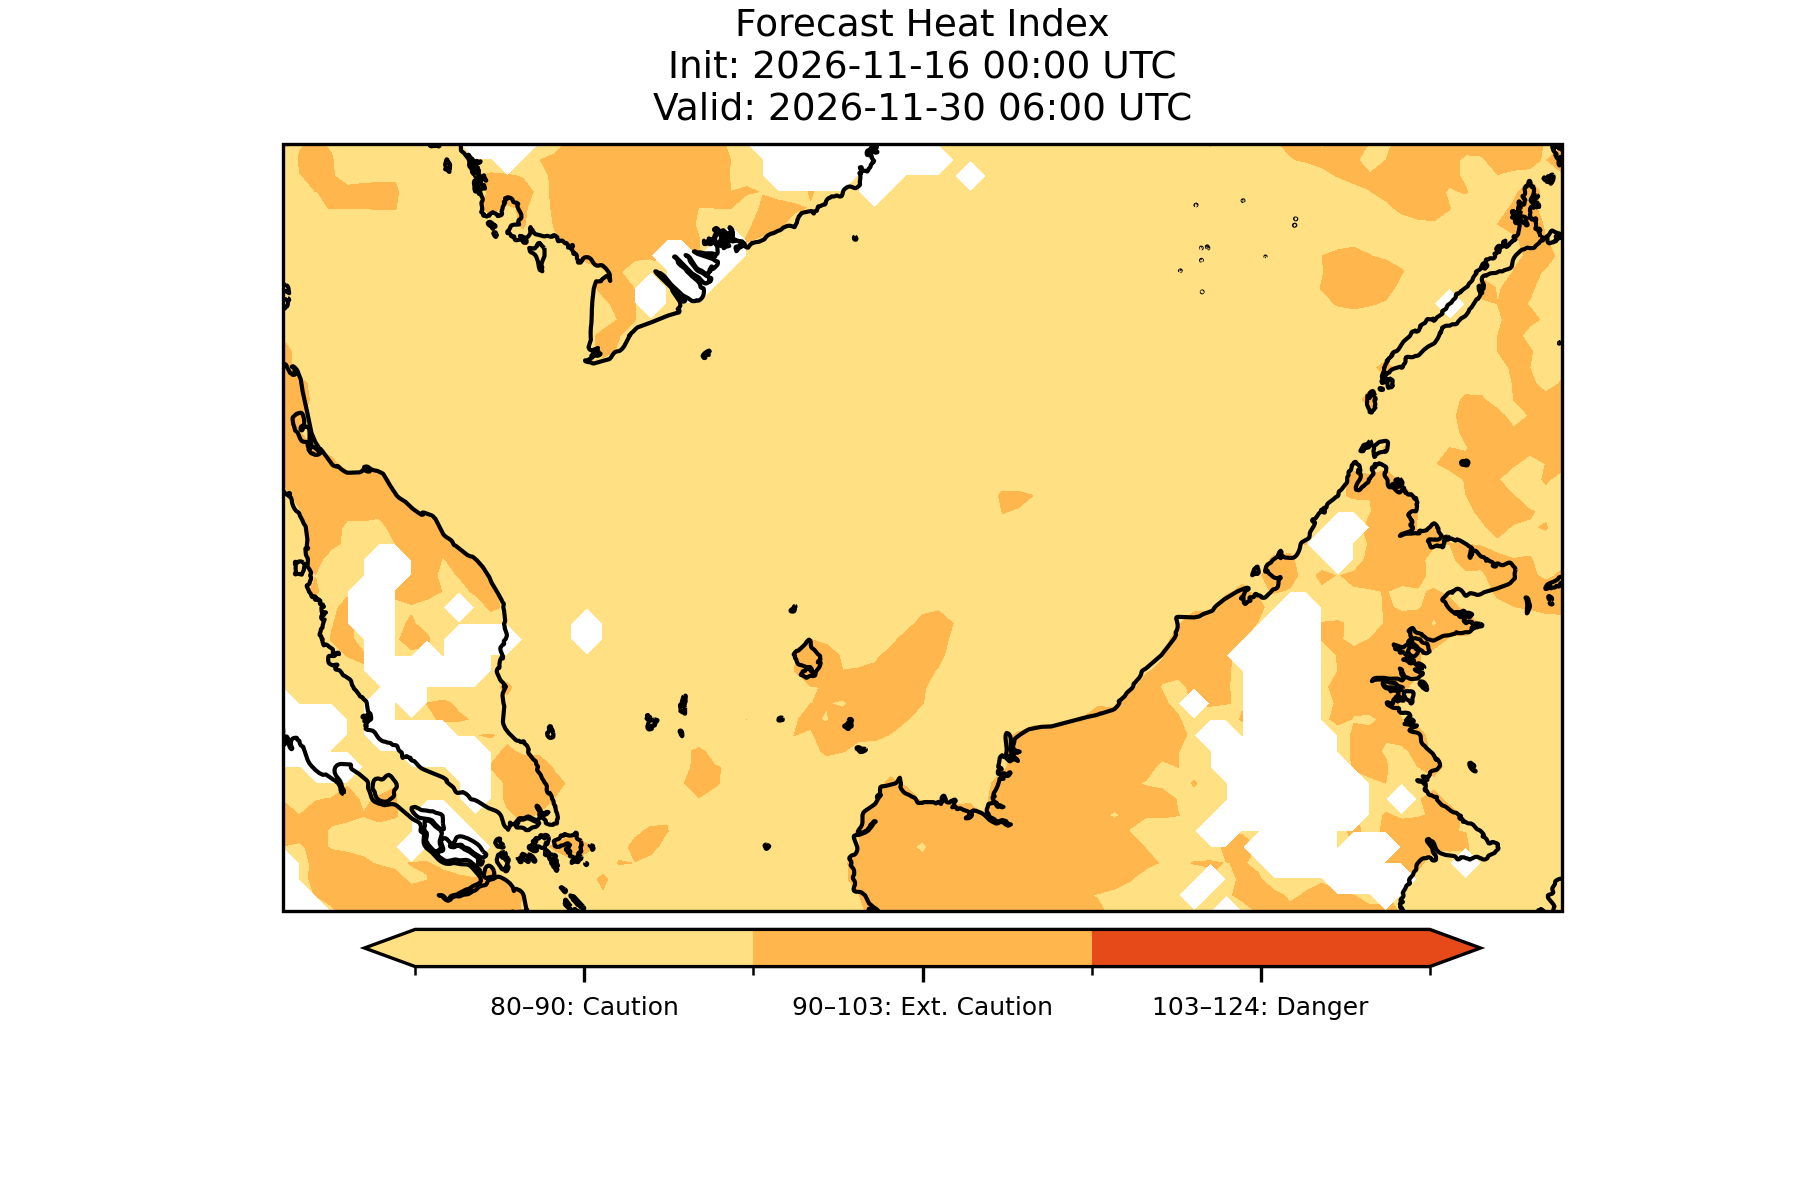 Forecast Heat Index
Init: 2026-11-16 00:00 UTC
Valid: 2026-11-30 06:00 UTC
80–90: Caution
90–103: Ext. Caution
103–124: Danger